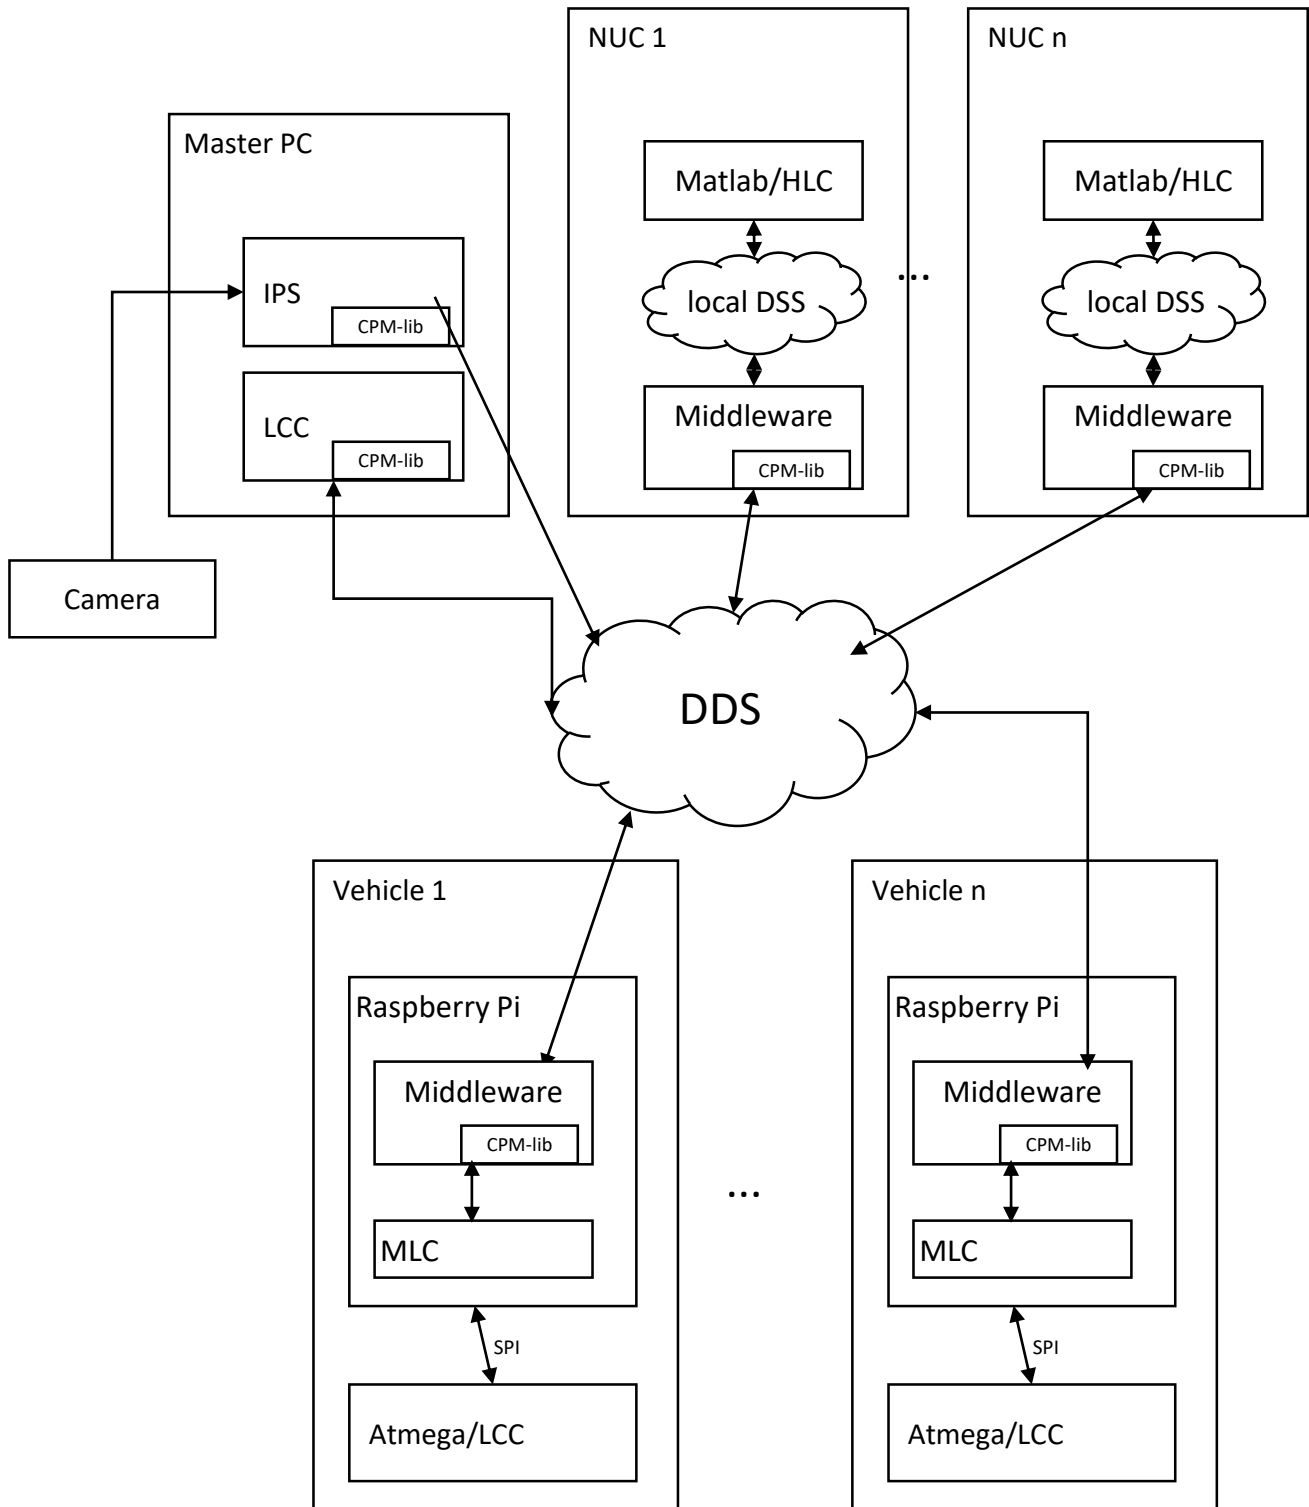 NUC 1
NUC n
Master PC
Matlab/HLC
Matlab/HLC
IPS
CPM-lib
local DSS
...
local DSS
LCC
CPM-lib
Middleware
CPM-lib
Middleware
CPM-lib
Camera
DDS
Vehicle 1
Vehicle n
Raspberry Pi
Raspberry Pi
Middleware
CPM-lib
Middleware
CPM-lib
...
MLC
MLC
SPI
SPI
Atmega/LCC
Atmega/LCC